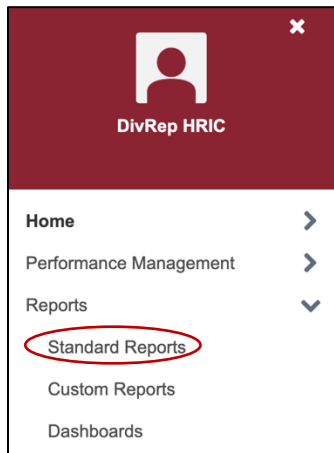 DivRep HRIC
Home
Performance Management
Reports
Standard Reports
Custom Reports
Dashboards